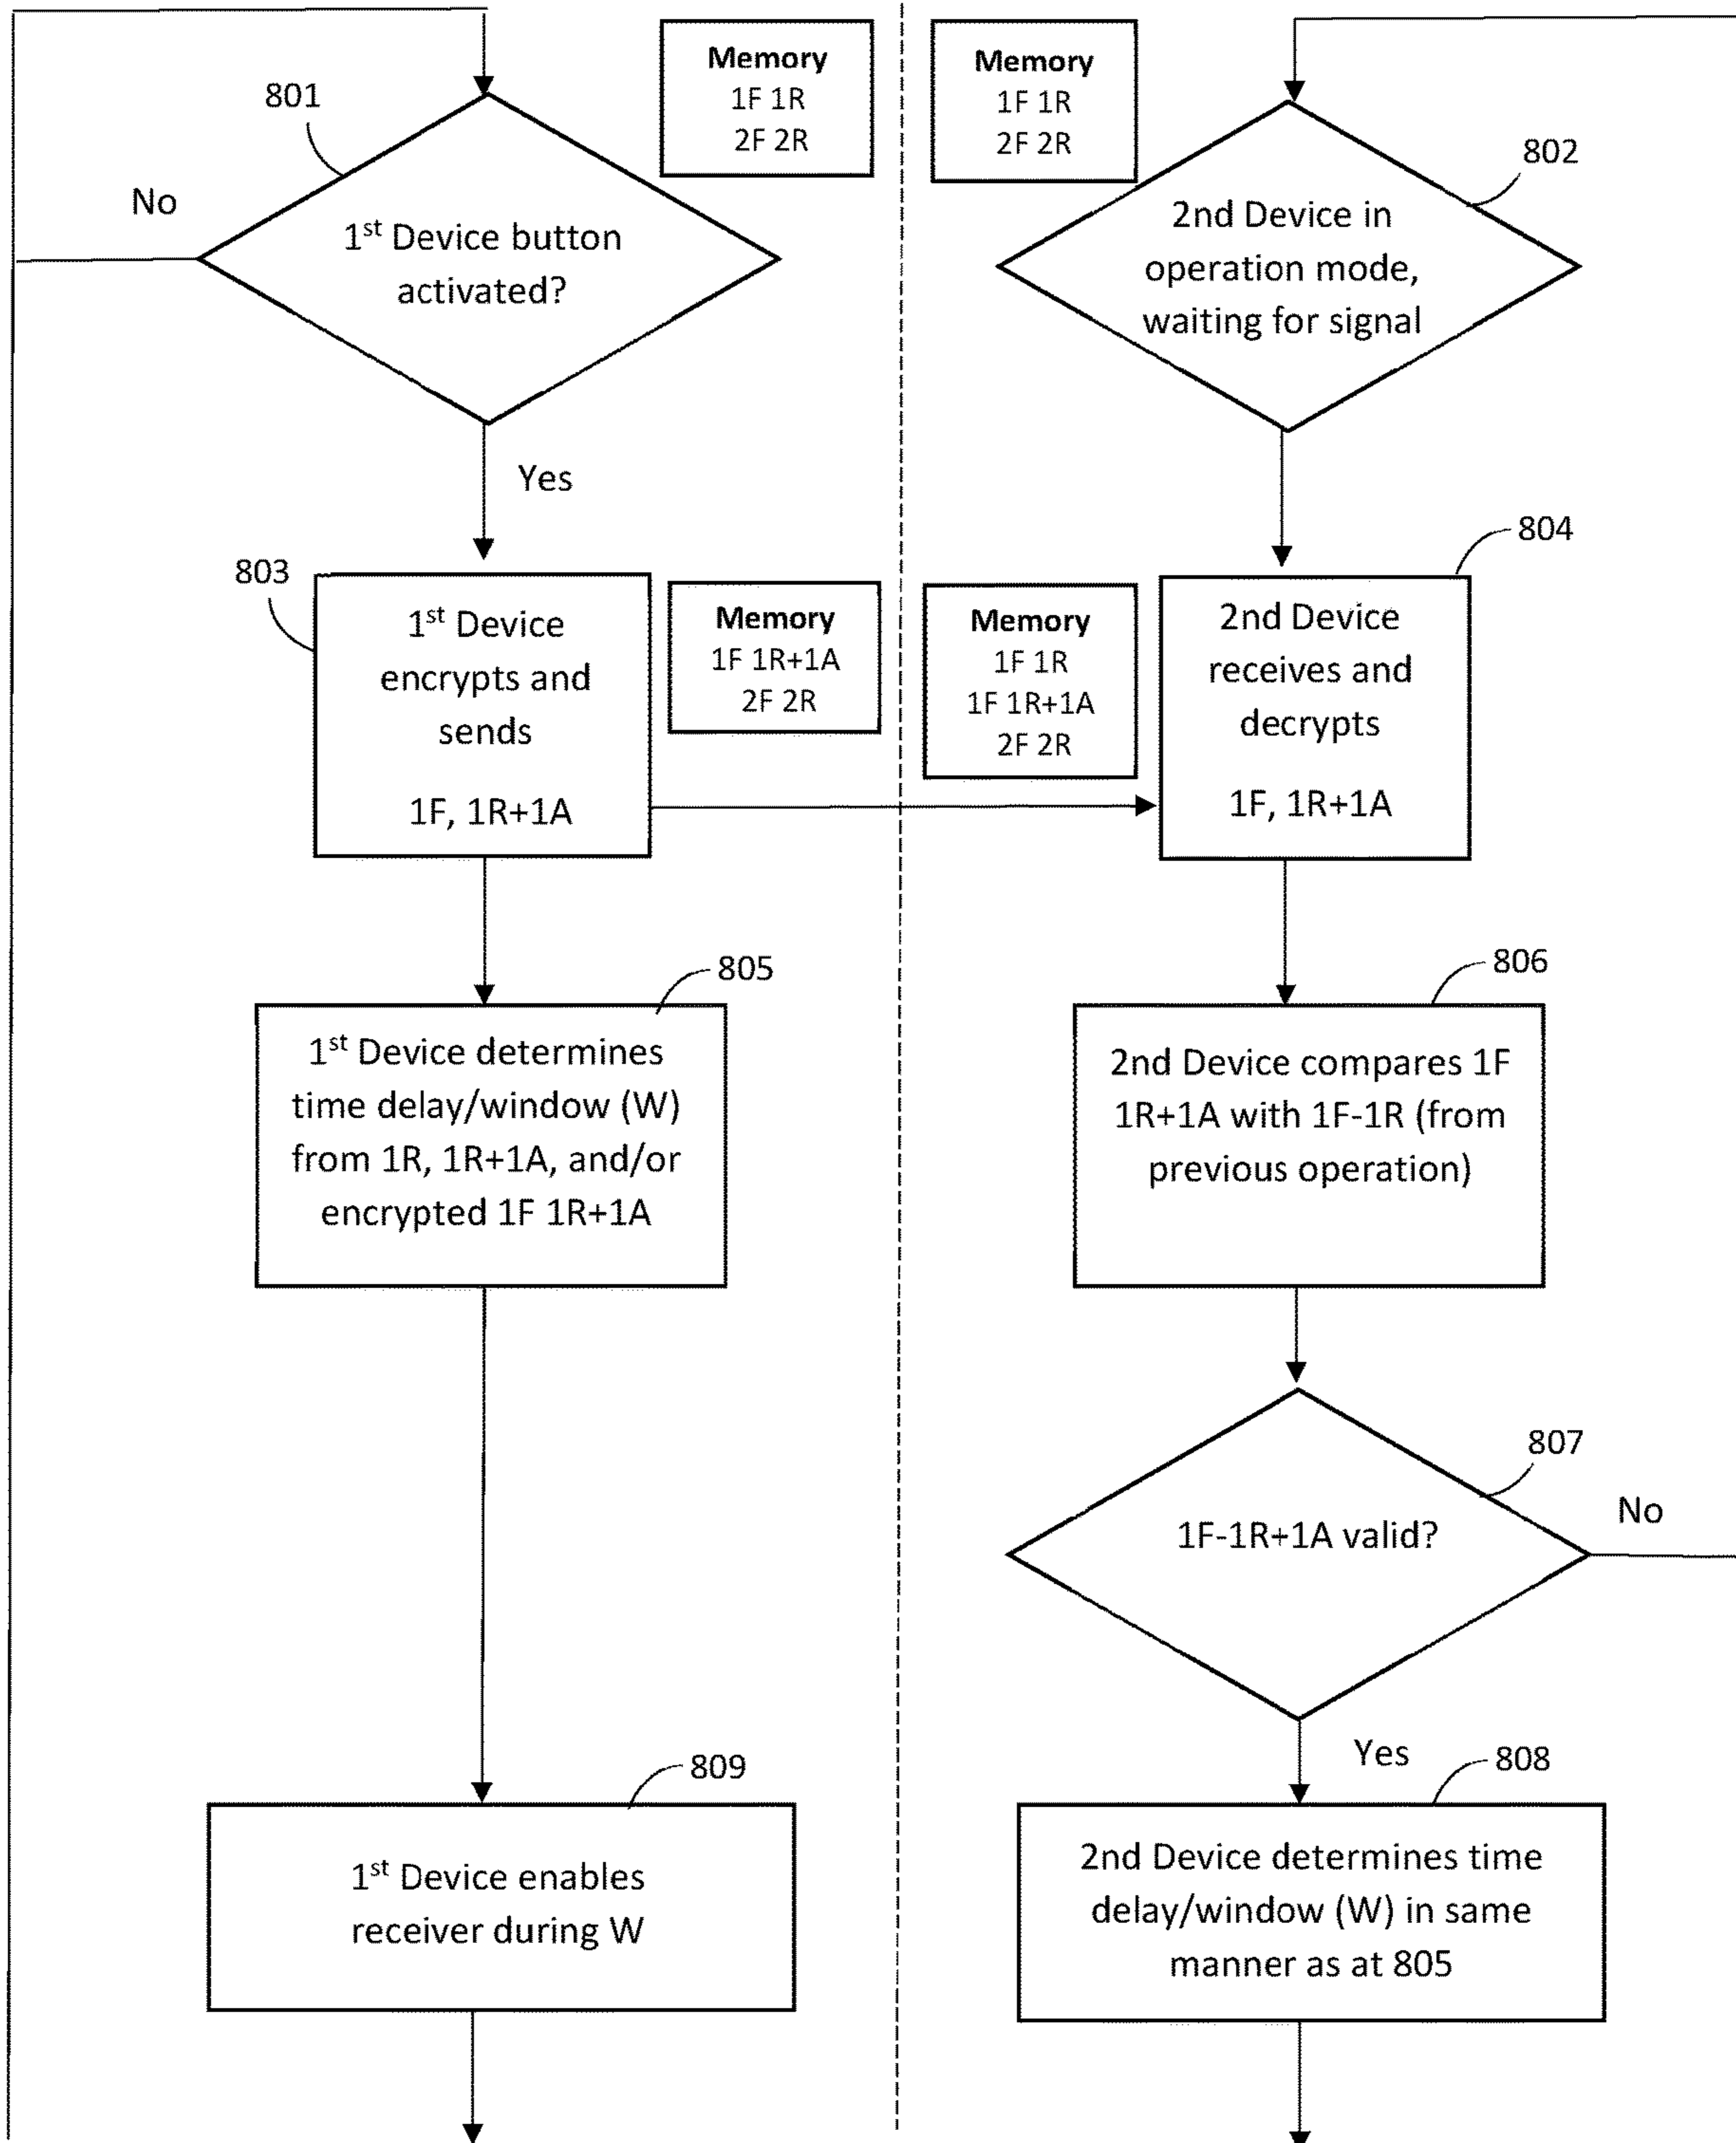 Memory
1F 1R
2F 2R
Memory
1F 1R
2F 2R
801
802
No
1st Device button
activated?
2nd Device in
operation mode,
waiting for signal
Yes
803
804
1st Device
encrypts and
sends
1F, 1R+1A
Memory
1F 1R+1A
2F 2R
Memory
1F 1R
1F 1R+1A
2F 2R
2nd Device
receives and
decrypts
1F, 1R+1A
805
806
1st Device determines
time delay/window (W)
from 1R, 1R+1A, and/or
encrypted 1F 1R+1A
2nd Device compares 1F
1R+1A with 1F-1R (from
previous operation)
807
1F-1R+1A valid?
No
Yes
809
808
1st Device enables
receiver during W
2nd Device determines time
delay/window (W) in same
manner as at 805